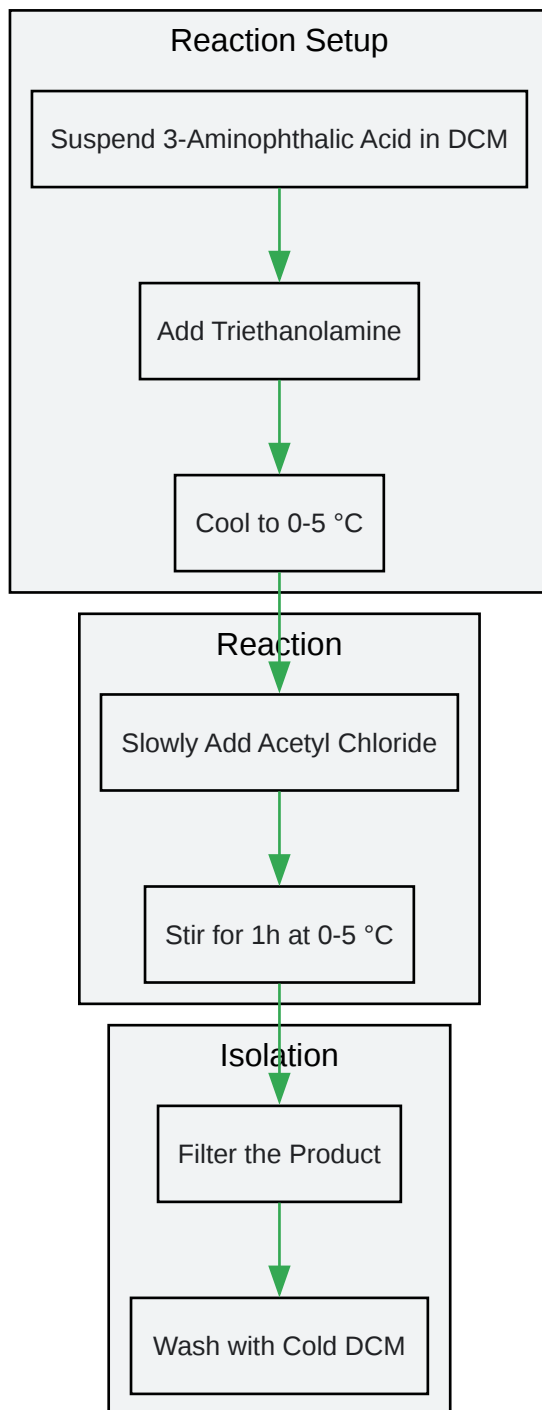 Reaction Setup
Suspend 3-Aminophthalic Acid in DCM
Add Triethanolamine
Cool to 0-5 °C
Reaction
Slowly Add Acetyl Chloride
Stir for 1h at 0-5 °C
Isolation
Filter the Product
Wash with Cold DCM